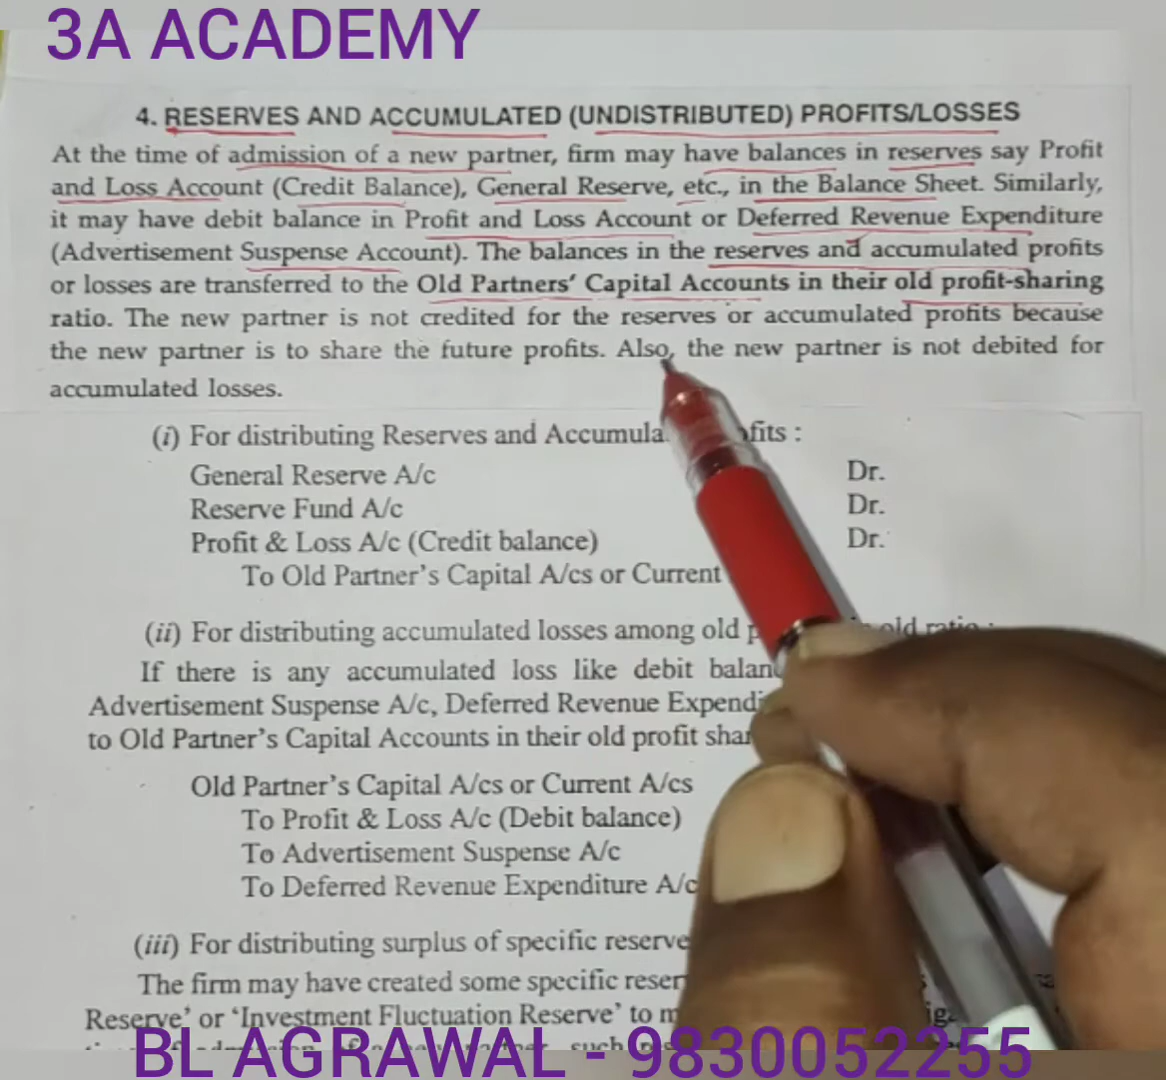 3A ACADEMY
4. RESERVES AND ACCUMULATED (UNDISTRIBUTED) PROFITS/LOSSES
At the time of admission of a new partner, firm may have balances in reserves say Profit
and Loss Account (Credit Balance), General Reserve, etc., in the Balance Sheet. Similarly,
it may have debit balance in Profit and Loss Account or Deferred Revenue Expenditure
(Advertisement Suspense Account). The balances in the reserves and accumulated profits
or losses are transferred to the Old Partners' Capital Accounts in their old profit-sharing
ratio. The new partner is not credited for the reserves or accumulated profits because
the new partner is to share the future profits. Also, the new partner is not debited for
accumulated losses.
(i) For distributing Reserves and Accumula fits :
General Reserve A/c Dr.
Reserve Fund A/c Dr.
Profit & Loss A/c (Credit balance) Dr.
To Old Partner's Capital A/cs or Current
(ii) For distributing accumulated losses among old old ratio :
If there is any accumulated loss like debit
Advertisement Suspense A/c, Deferred Revenue
to Old Partner's Capital Accounts in their old profit
Old Partner's Capital A/cs or Current A/cs
To Profit & Loss A/c (Debit balance)
To Advertisement Suspense A/c
To Deferred Revenue Expenditure A/c
(iii) For distributing surplus of specific reserve
The firm may have created some specific
Reserve' or 'Investment Fluctuation Reserve' to
BL AGRAWAL - 9830052255